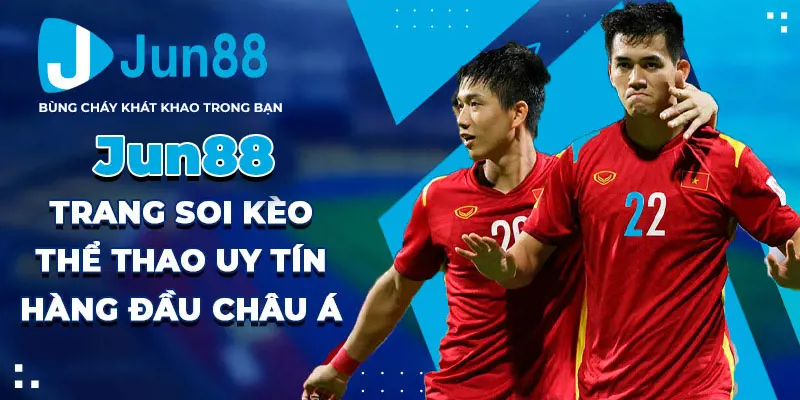 J Jun88
BÙNG CHÁY KHÁT KHAO TRONG BẠN
Jun88
TRANG SOI KÈO
THỂ THAO UY TÍN
HÀNG ĐẦU CHÂU Á
22